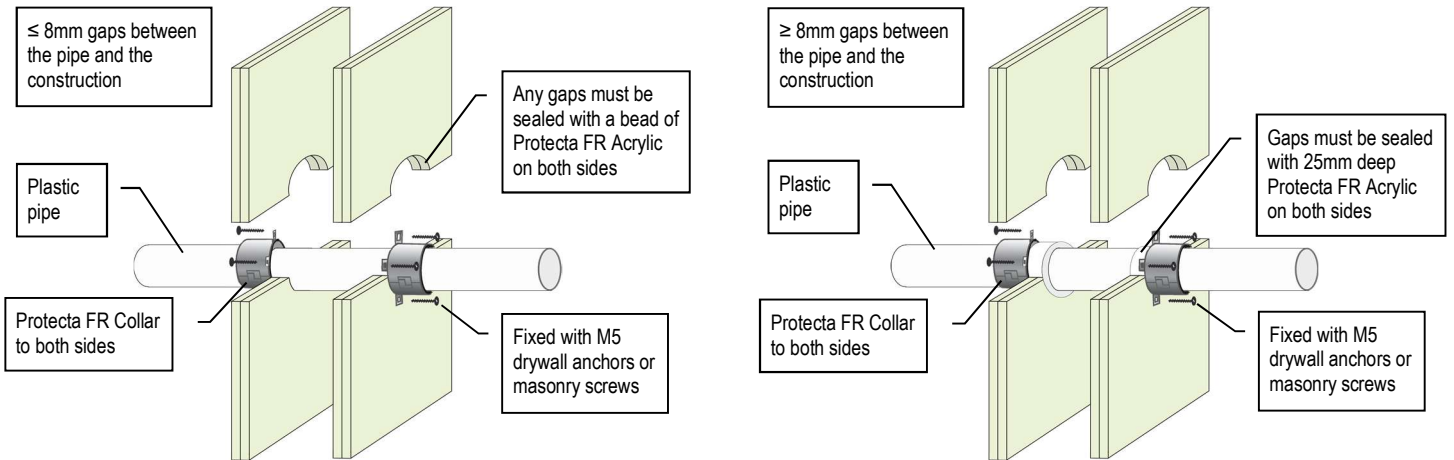 ≤ 8mm gaps between
the pipe and the
construction
Any gaps must be
sealed with a bead of
Protecta FR Acrylic
on both sides
Plastic
pipe
Protecta FR Collar
to both sides
Fixed with M5
drywall anchors or
masonry screws
≥ 8mm gaps between
the pipe and the
construction
Gaps must be sealed
with 25mm deep
Protecta FR Acrylic
on both sides
Plastic
pipe
Protecta FR Collar
to both sides
Fixed with M5
drywall anchors or
masonry screws